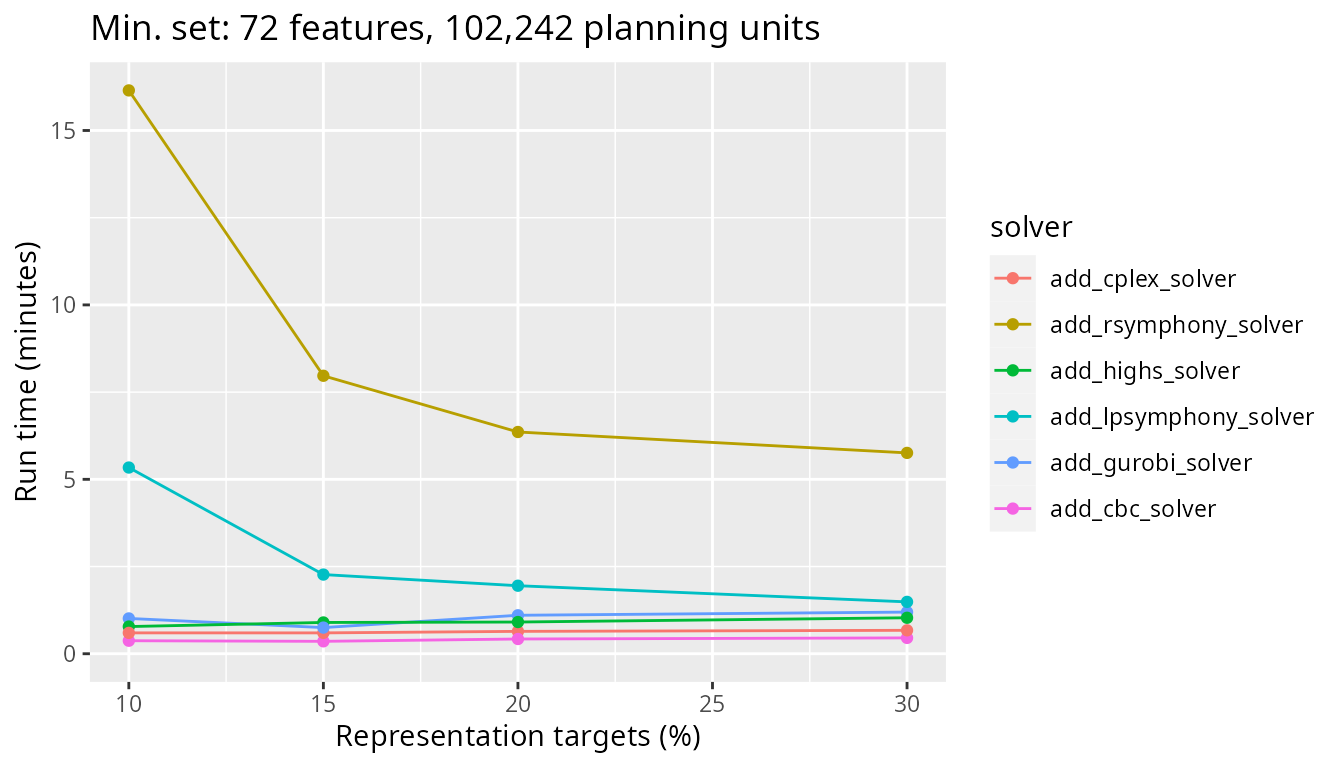 Min. set: 72 features, 102,242 planning units
Run time (minutes)
15
10
5
0
10 15 20 25 30
Representation targets (%)
solver
add_cplex_solver
add_rsymphony_solver
add_highs_solver
add_lpsymphony_solver
add_gurobi_solver
add_cbc_solver